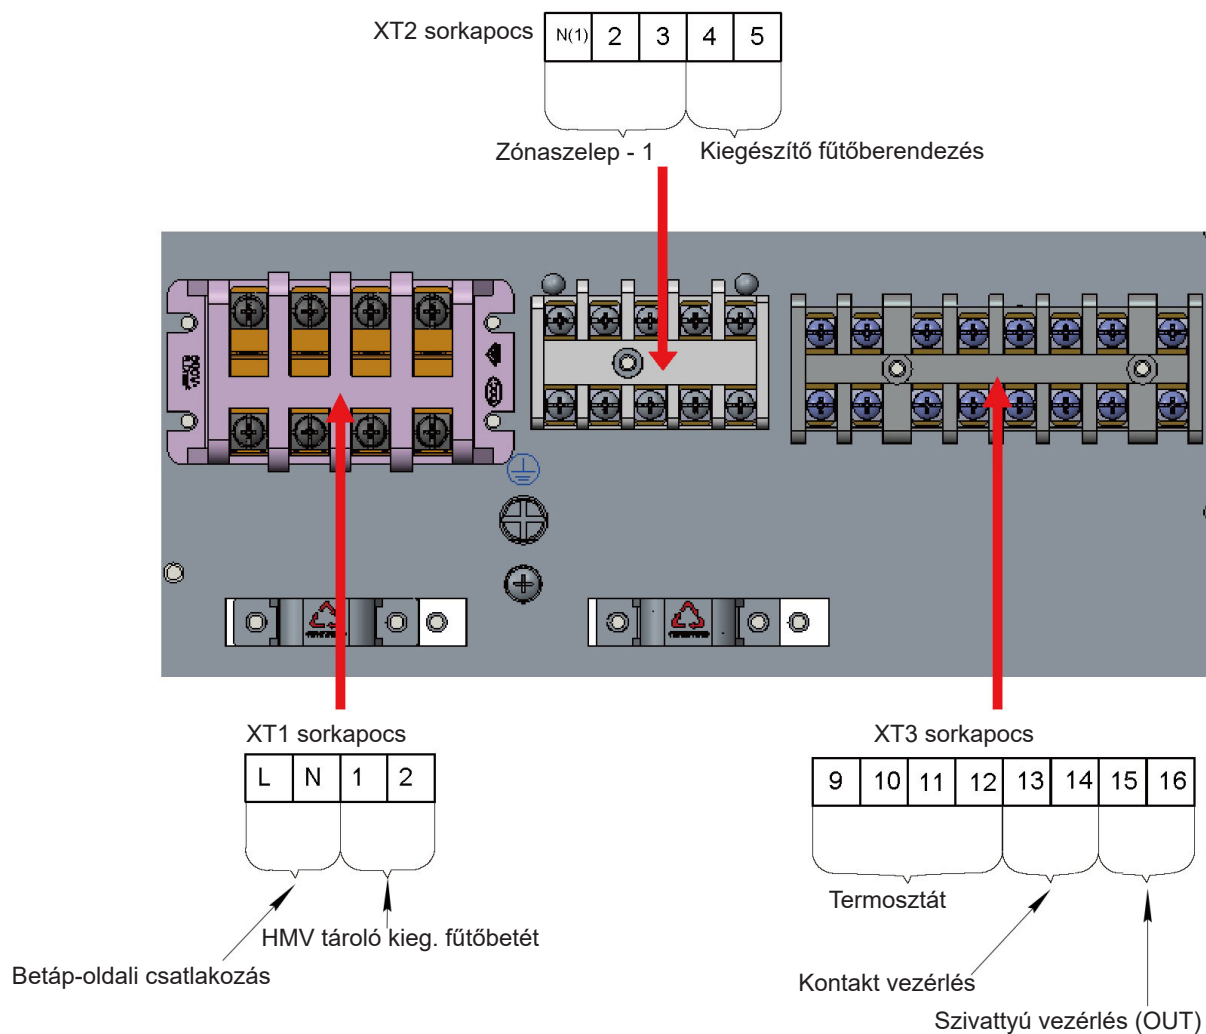 XT2 sorkapocs
N(1) 2 3 4 5
Zónaszelep - 1 Kiegészítő fűtőberendezés
XT1 sorkapocs
L N 1 2
HMV tároló kieg. fűtőbetét
Betáp-oldali csatlakozás
XT3 sorkapocs
9 10 11 12 13 14 15 16
Termosztát
Kontakt vezérlés
Szivattyú vezérlés (OUT)